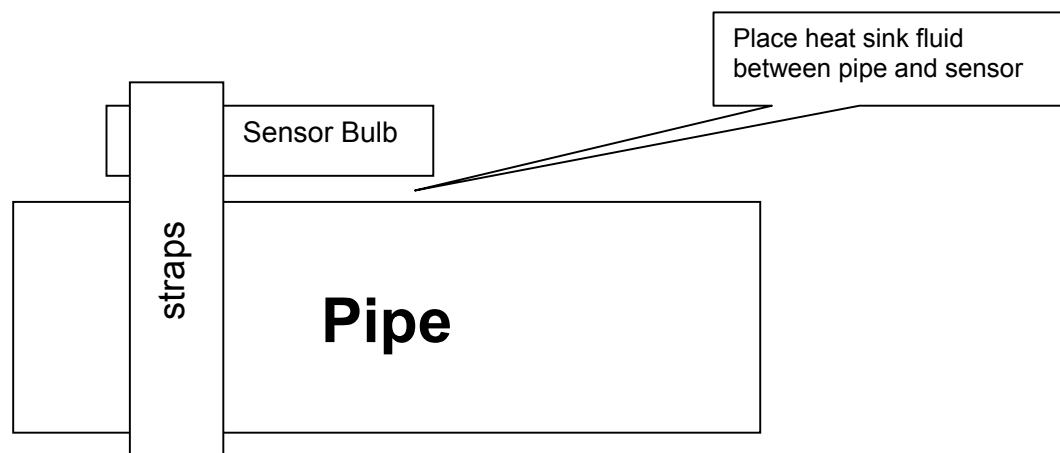 Place heat sink fluid
between pipe and sensor
Sensor Bulb
straps
Pipe